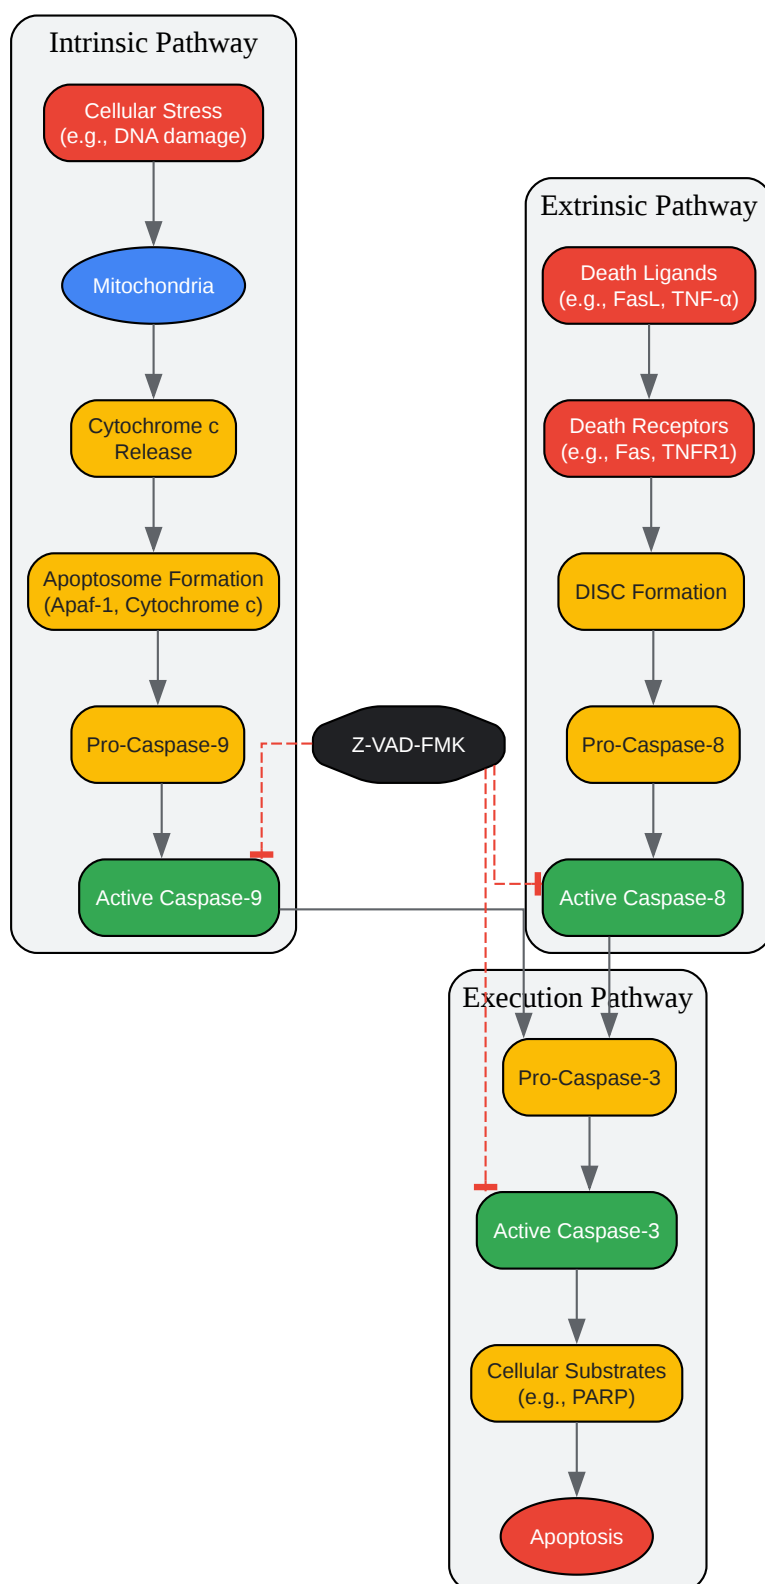 Intrinsic Pathway
Cellular Stress
(e.g., DNA damage)
Mitochondria
Cytochrome c
Release
Apoptosome Formation
(Apaf-1, Cytochrome c)
Pro-Caspase-9
Active Caspase-9
Z-VAD-FMK
Extrinsic Pathway
Death Ligands
(e.g., FasL, TNF-α)
Death Receptors
(e.g., Fas, TNFR1)
DISC Formation
Pro-Caspase-8
Active Caspase-8
Execution Pathway
Pro-Caspase-3
Active Caspase-3
Cellular Substrates
(e.g., PARP)
Apoptosis